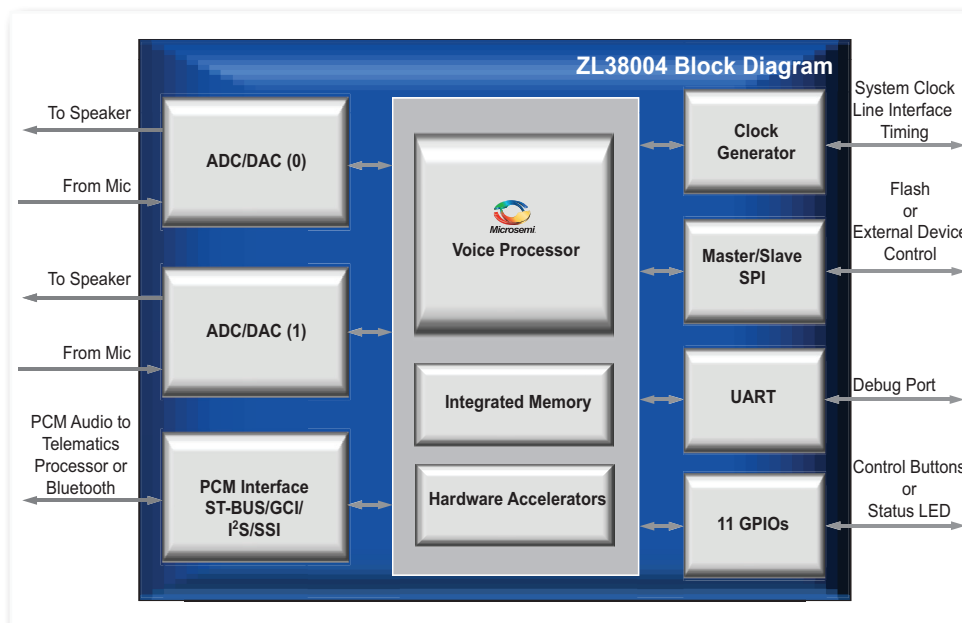 ZL38004 Block Diagram
To Speaker
From Mic
ADC/DAC (0)
To Speaker
From Mic
ADC/DAC (1)
PCM Audio to
Telematics
Processor or
Bluetooth
PCM Interface
ST-BUS/GCI/
I²S/SSI
Microsemi
Voice Processor
Integrated Memory
Hardware Accelerators
Clock
Generator
System Clock
Line Interface
Timing
Master/Slave
SPI
Flash
or
External Device
Control
UART
Debug Port
11 GPIOs
Control Buttons
or
Status LED